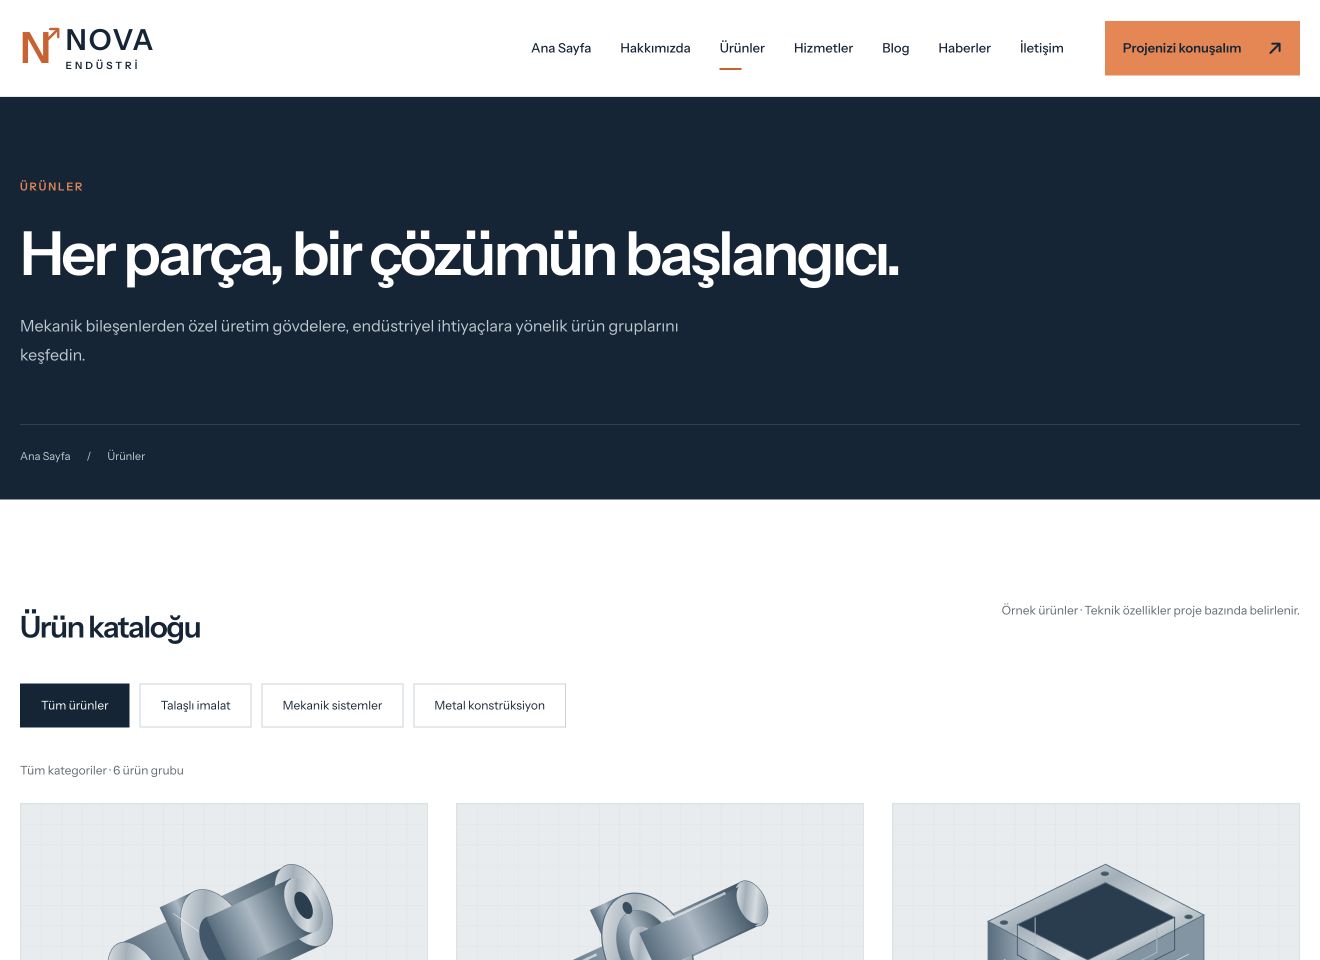 NOVA
ENDÜSTRİ
Ana Sayfa
Hakkımızda
Ürünler
Hizmetler
Blog
Haberler
İletişim
Projenizi konuşalım
ÜRÜNLER
Her parça, bir çözümün başlangıcı.
Mekanik bileşenlerden özel üretim gövdelere, endüstriyel ihtiyaçlara yönelik ürün gruplarını
keşfedin.
Ana Sayfa / Ürünler
Ürün kataloğu
Örnek ürünler · Teknik özellikler proje bazında belirlenir.
Tüm ürünler
Talaşlı imalat
Mekanik sistemler
Metal konstrüksiyon
Tüm kategoriler · 6 ürün grubu